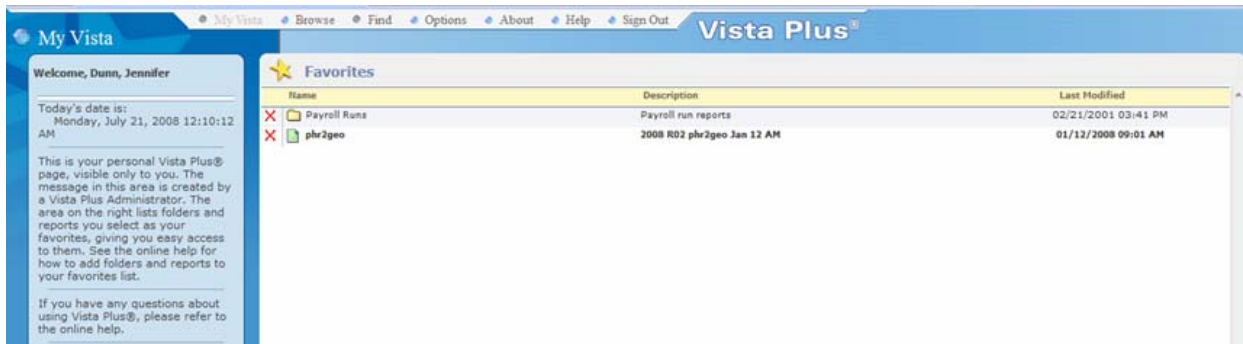 My Vista Browse Find Options About Help Sign Out
Vista Plus®
My Vista
Welcome, Dunn, Jennifer
Today's date is:
Monday, July 21, 2008 12:10:12
AM
This is your personal Vista Plus®
page, visible only to you. The
message in this area is created by
a Vista Plus Administrator. The
area on the right lists folders and
reports you select as your
favorites, giving you easy access
to them. See the online help for
how to add folders and reports to
your favorites list.
If you have any questions about
using Vista Plus®, please refer to
the online help.
Favorites
Name Description Last Modified
Payroll Runs Payroll run reports 02/21/2001 03:41 PM
phr2geo 2008 R02 phr2geo Jan 12 AM 01/12/2008 09:01 AM